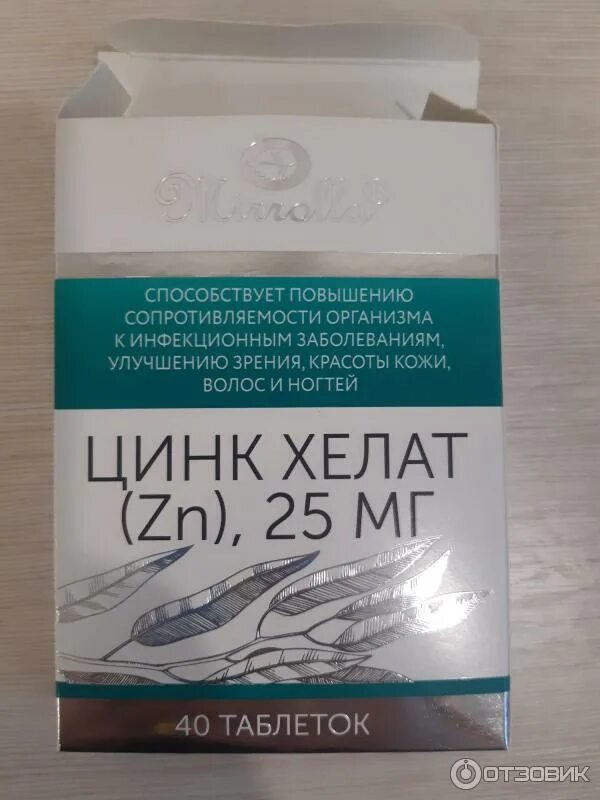 Mirrolla®
СПОСОБСТВУЕТ ПОВЫШЕНИЮ
СОПРОТИВЛЯЕМОСТИ ОРГАНИЗМА
К ИНФЕКЦИОННЫМ ЗАБОЛЕВАНИЯМ,
УЛУЧШЕНИЮ ЗРЕНИЯ, КРАСОТЫ КОЖИ,
ВОЛОС И НОГТЕЙ
ЦИНК ХЕЛАТ
(Zn), 25 МГ
40 ТАБЛЕТОК
ОТЗОВИК